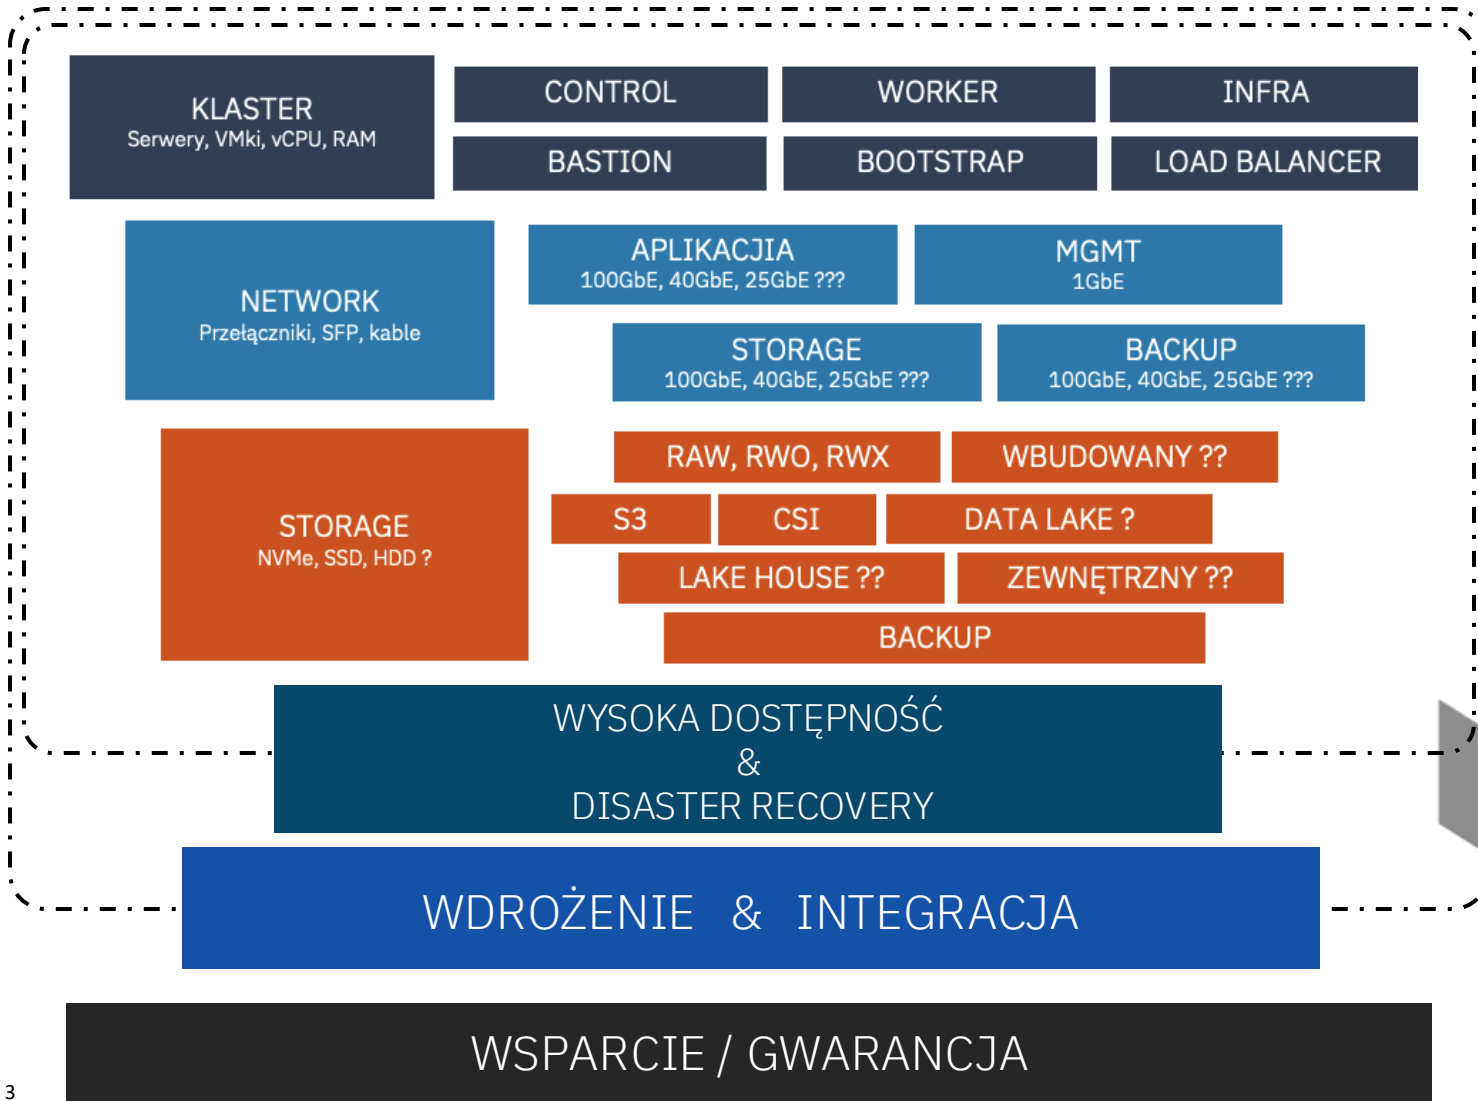 KLASTER
Serwery, VMki, vCPU, RAM
CONTROL
WORKER
INFRA
BASTION
BOOTSTRAP
LOAD BALANCER
NETWORK
Przełączniki, SFP, kable
APLIKACJIA
100GbE, 40GbE, 25GbE ???
MGMT
1GbE
STORAGE
100GbE, 40GbE, 25GbE ???
BACKUP
100GbE, 40GbE, 25GbE ???
STORAGE
NVMe, SSD, HDD ?
RAW, RWO, RWX
WBUDOWANY ??
S3
CSI
DATA LAKE ?
LAKE HOUSE ??
ZEWNĘTRZNY ??
BACKUP
WYSOKA DOSTĘPNOŚĆ
&
DISASTER RECOVERY
WDROŻENIE & INTEGRACJA
WSPARCIE / GWARANCJA
3